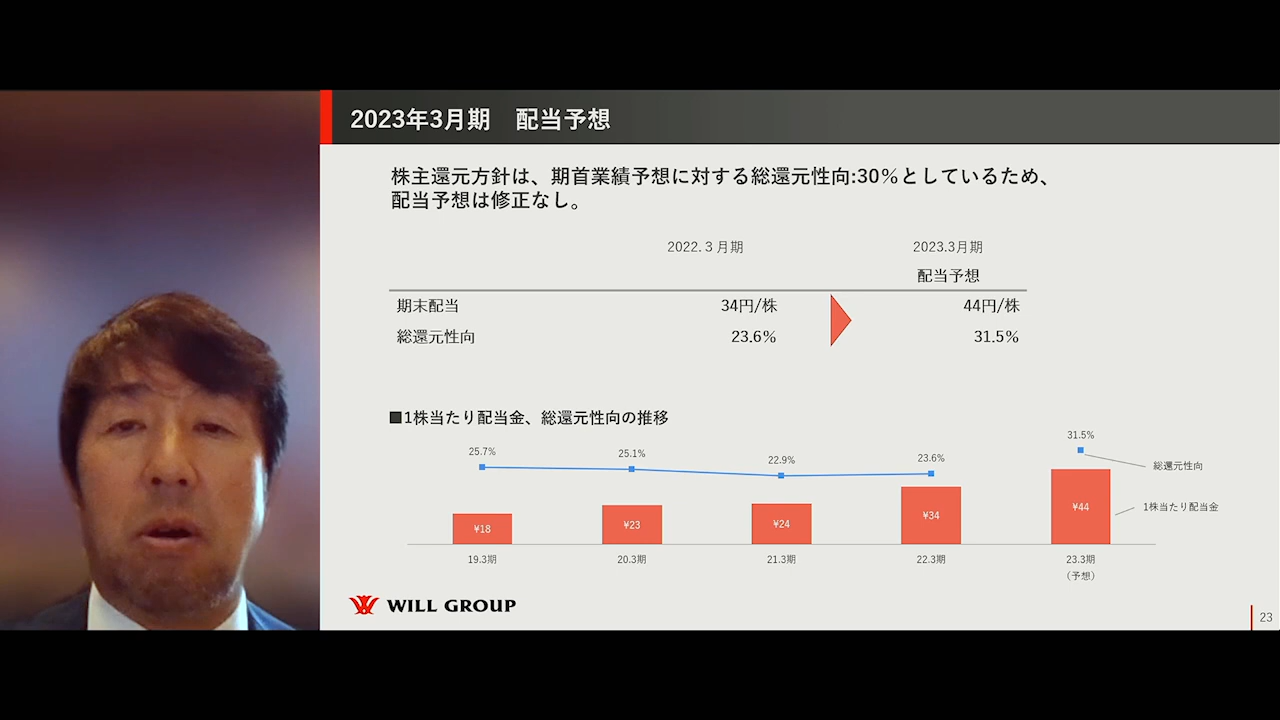 2023年3月期 配当予想
株主還元方針は、期首業績予想に対する総還元性向:30%としているため、
配当予想は修正なし。
2022.３月期 2023.3月期
配当予想
期末配当 34円/株 44円/株
総還元性向 23.6% 31.5%
■1株当たり配当金、総還元性向の推移
25.7% 25.1% 22.9% 23.6% 31.5%
総還元性向
1株当たり配当金
¥18 ¥23 ¥24 ¥34 ¥44
19.3期 20.3期 21.3期 22.3期 23.3期
（予想）
WILL GROUP
23